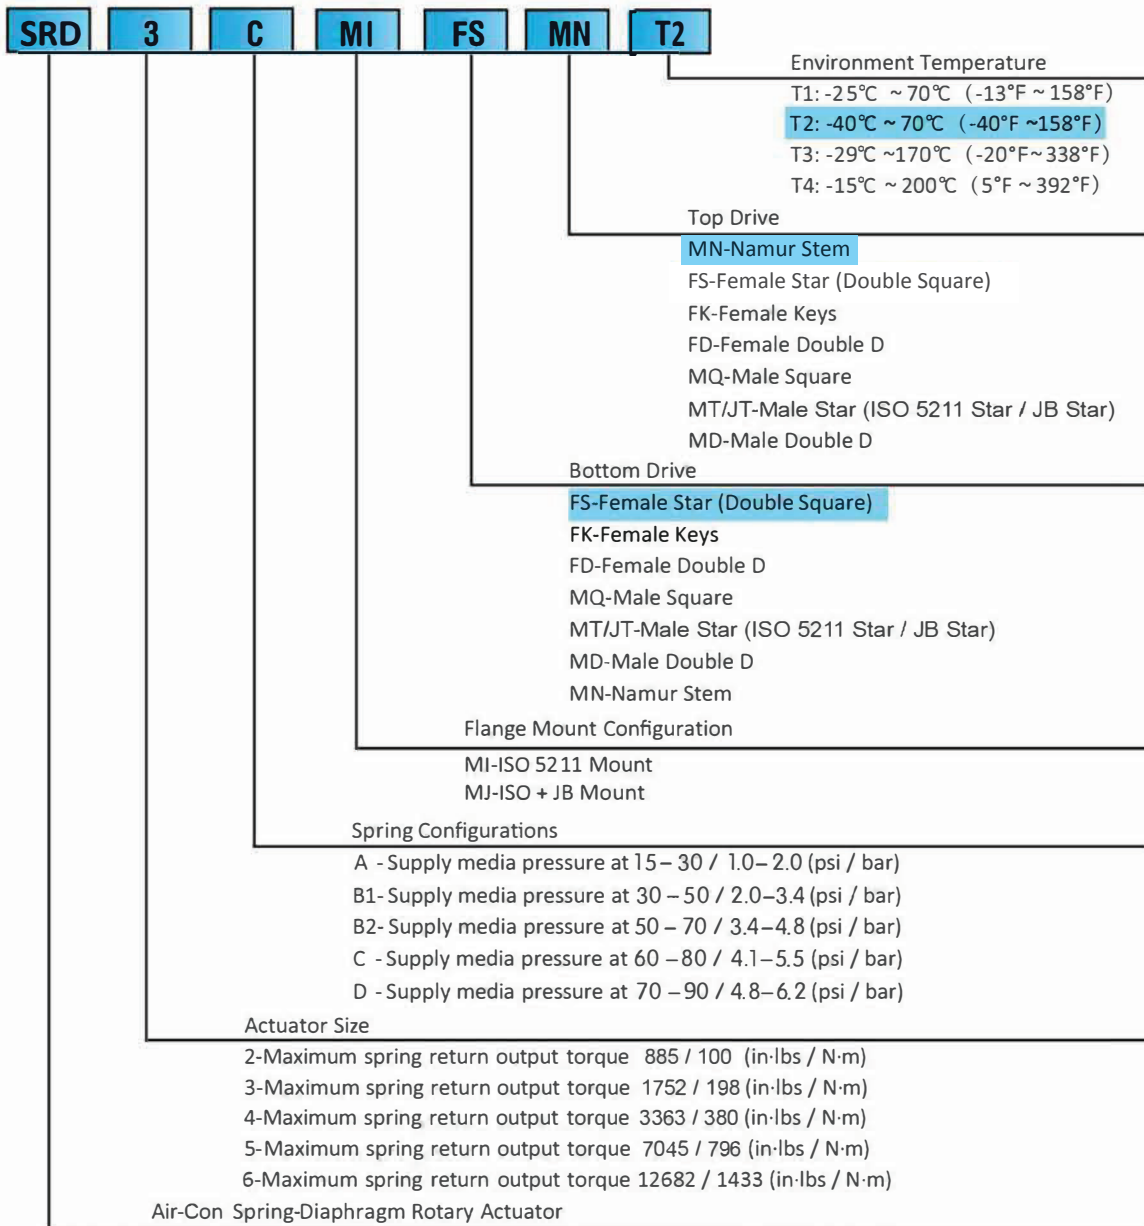 SRD 3 C MI FS MN T2
Environment Temperature
T1: -25℃ ~ 70℃ (-13°F ~ 158°F)
T2: -40℃ ~ 70℃ (-40°F ~158°F)
T3: -29℃ ~170℃ (-20°F~ 338°F)
T4: -15℃ ~ 200℃ (5°F ~ 392°F)
Top Drive
MN-Namur Stem
FS-Female Star (Double Square)
FK-Female Keys
FD-Female Double D
MQ-Male Square
MT/JT-Male Star (ISO 5211 Star / JB Star)
MD-Male Double D
Bottom Drive
FS-Female Star (Double Square)
FK-Female Keys
FD-Female Double D
MQ-Male Square
MT/JT-Male Star (ISO 5211 Star / JB Star)
MD-Male Double D
MN-Namur Stem
Flange Mount Configuration
MI-ISO 5211 Mount
MJ-ISO + JB Mount
Spring Configurations
A - Supply media pressure at 15 – 30 / 1.0– 2.0 (psi / bar)
B1- Supply media pressure at 30 – 50 / 2.0–3.4 (psi / bar)
B2- Supply media pressure at 50 – 70 / 3.4–4.8 (psi / bar)
C - Supply media pressure at 60 –80 / 4.1–5.5 (psi / bar)
D - Supply media pressure at 70 –90 / 4.8–6.2 (psi / bar)
Actuator Size
2-Maximum spring return output torque 885 / 100 (in·lbs / N·m)
3-Maximum spring return output torque 1752 / 198 (in·lbs / N·m)
4-Maximum spring return output torque 3363 / 380 (in·lbs / N·m)
5-Maximum spring return output torque 7045 / 796 (in·lbs / N·m)
6-Maximum spring return output torque 12682 / 1433 (in·lbs / N·m)
Air-Con Spring-Diaphragm Rotary Actuator